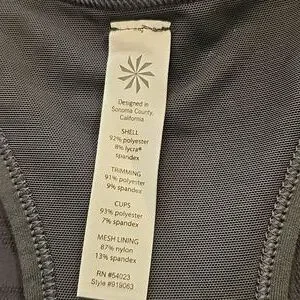 Designed in
Sonoma County,
California
SHELL
92% polyester
8% lycra®
spandex
TRIMMING
91% polyester
9% spandex
CUPS
93% polyester
7% spandex
MESH LINING
87% nylon
13% spandex
RN #54023
Style #919063